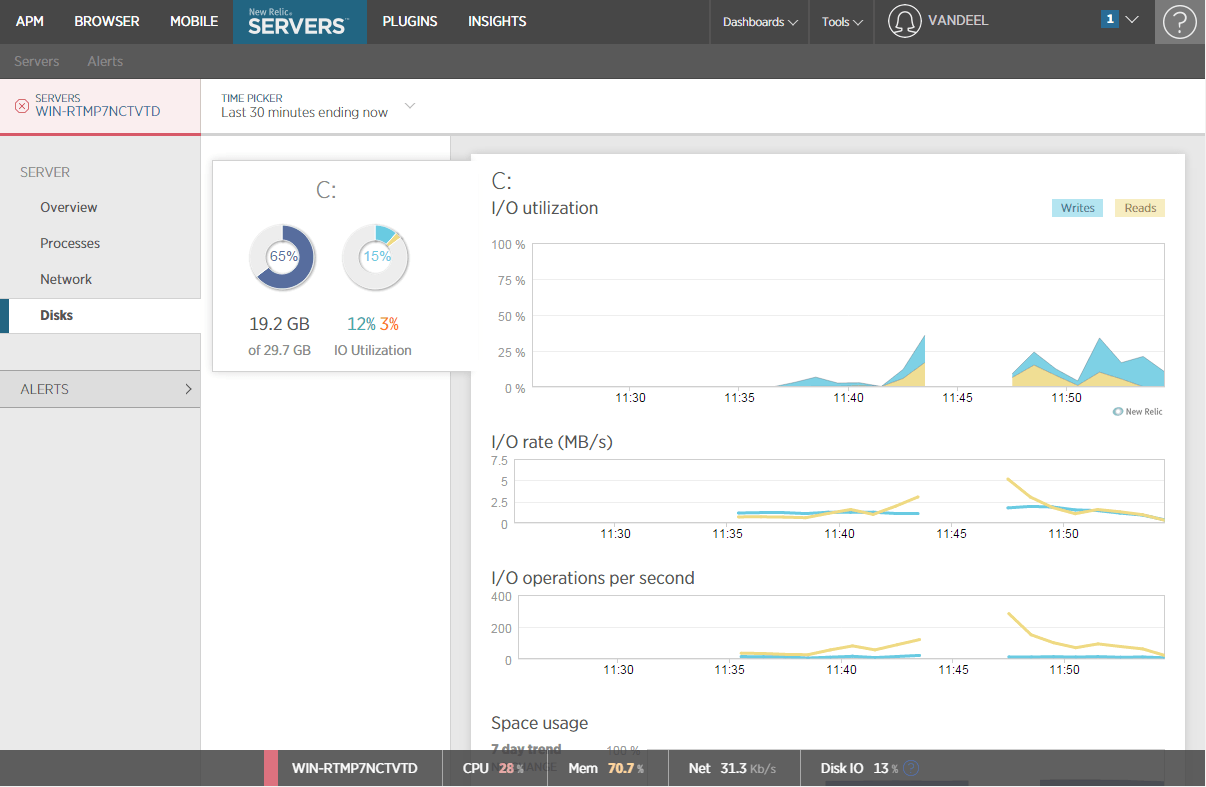 APM BROWSER MOBILE New Relic® SERVERS™ PLUGINS INSIGHTS Dashboards Tools VANDEEL 1 ?
Servers Alerts
SERVERS
WIN-RTMP7NCTVTD
TIME PICKER
Last 30 minutes ending now
SERVER
Overview
Processes
Network
Disks
ALERTS
C:
65% 15%
19.2 GB 12% 3%
of 29.7 GB IO Utilization
C:
I/O utilization
Writes Reads
100 %
75 %
50 %
25 %
0 %
11:30 11:35 11:40 11:45 11:50
New Relic
I/O rate (MB/s)
7.5
5
2.5
0
11:30 11:35 11:40 11:45 11:50
I/O operations per second
400
200
0
11:30 11:35 11:40 11:45 11:50
Space usage
7 day trend 100 %
WIN-RTMP7NCTVTD CPU 28 % Mem 70.7 % Net 31.3 Kb/s Disk IO 13 % ?